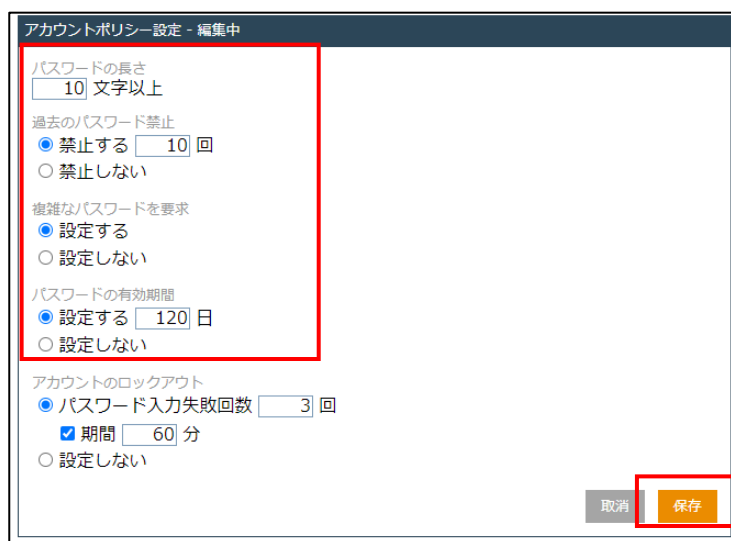 アカウントポリシー設定 - 編集中
パスワードの長さ
10 文字以上
過去のパスワード禁止
禁止する 10 回
禁止しない
複雑なパスワードを要求
設定する
設定しない
パスワードの有効期間
設定する 120 日
設定しない
アカウントのロックアウト
パスワード入力失敗回数 3 回
期間 60 分
設定しない
取消 保存